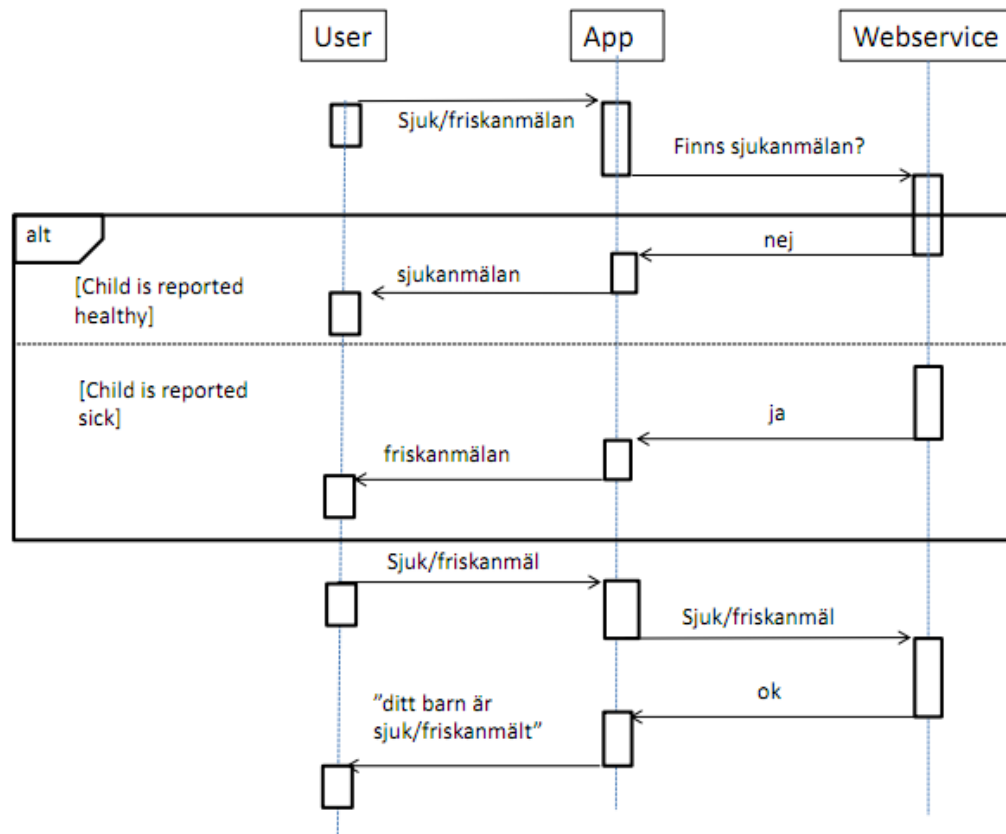 User
App
Webservice
Sjuk/friskanmälan
Finns sjukanmälan?
alt
nej
[Child is reported
healthy]
sjukanmälan
[Child is reported
sick]
ja
friskanmälan
Sjuk/friskanmäl
Sjuk/friskanmäl
ok
”ditt barn är
sjuk/friskanmält”